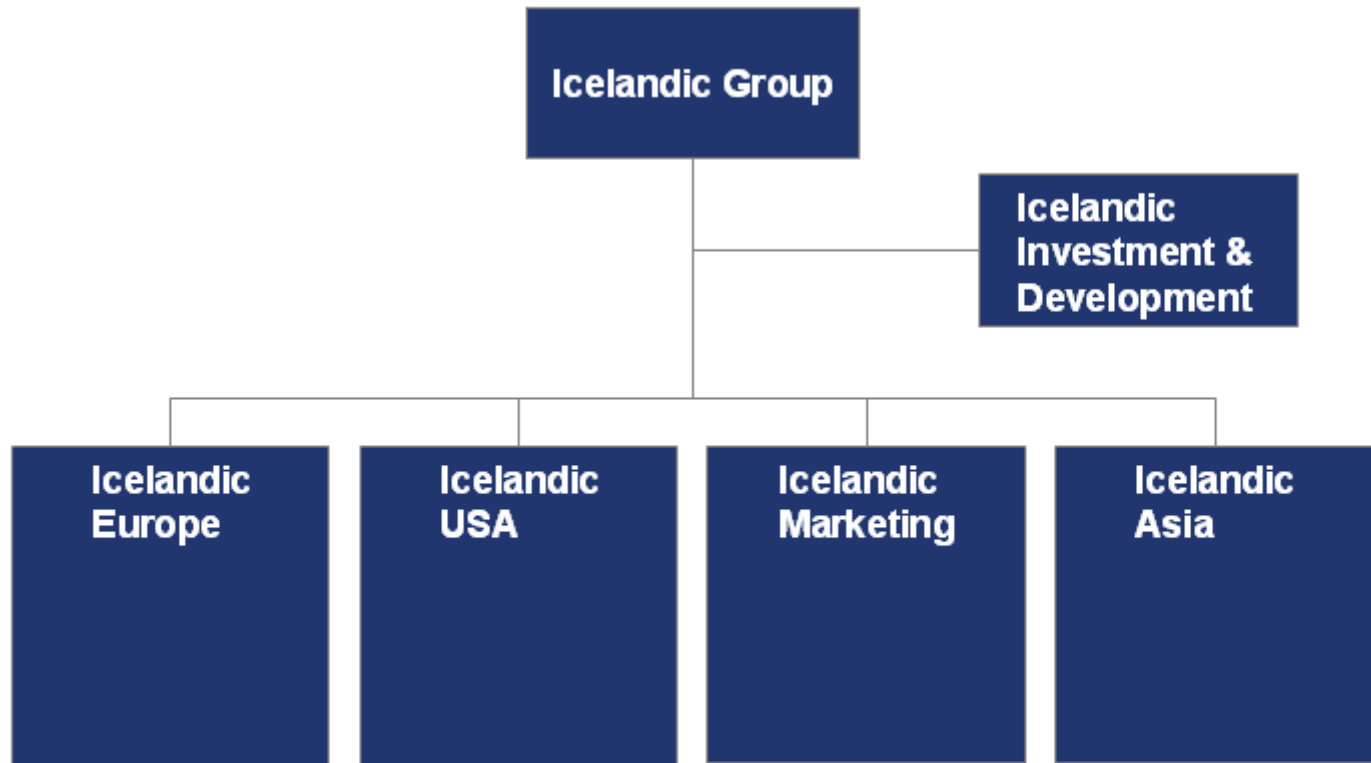 Icelandic Group
Icelandic
Investment &
Development
Icelandic
Europe
Icelandic
USA
Icelandic
Marketing
Icelandic
Asia